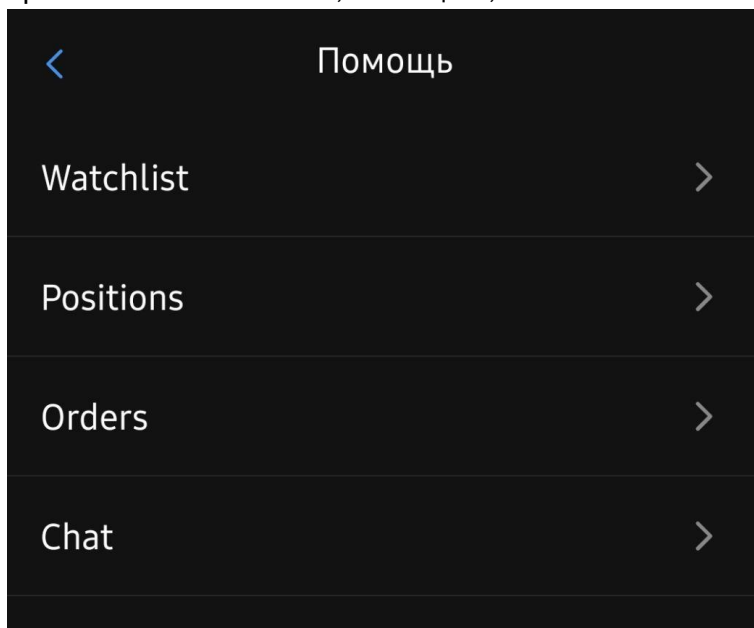 Помощь
Watchlist
Positions
Orders
Chat